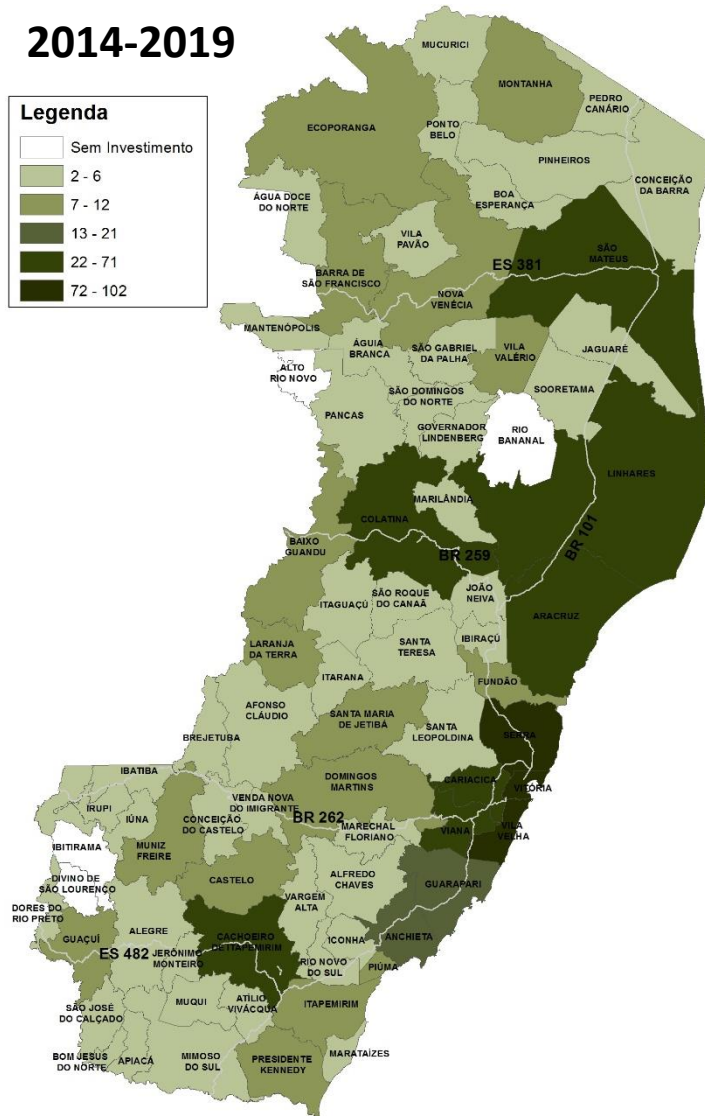 2014-2019
Legenda
Sem Investimento
2 - 6
7 - 12
13 - 21
22 - 71
72 - 102
MUCURICI
MONTANHA
PEDRO
CANÁRIO
ECOPORANGA
PONTO
BELO
PINHEIROS
CONCEIÇÃO
DA BARRA
ÁGUA DOCE
DO NORTE
BOA
ESPERANÇA
VILA
PAVÃO
SÃO
MATEUS
ES 381
BARRA DE
SÃO FRANCISCO
NOVA
VENÉCIA
MANTENÓPOLIS
ÁGUIA
BRANCA
SÃO GABRIEL
DA PALHA
VILA
VALÉRIO
JAGUARÉ
ALTO
RIO NOVO
SOORETAMA
PANCAS
SÃO DOMINGOS
DO NORTE
GOVERNADOR
LINDENBERG
RIO
BANANAL
LINHARES
MARILÂNDIA
COLATINA
BR 101
BAIXO
GUANDU
BR 259
JOÃO
NEIVA
ITAGUAÇÚ
SÃO ROQUE
DO CANAÃ
ARACRUZ
IBIRAÇÚ
LARANJA
DA TERRA
SANTA
TERESA
ITARANA
FUNDÃO
AFONSO
CLÁUDIO
SANTA MARIA
DE JETIBÁ
SANTA
LEOPOLDINA
BREJETUBA
SERRA
IBATIBA
DOMINGOS
MARTINS
CARIACICA
VITÓRIA
IRUPI
IÚNA
VENDA NOVA
DO IMIGRANTE
CONCEIÇÃO
DO CASTELO
BR 262
MARECHAL
FLORIANO
VIANA
VILA
VELHA
IBITIRAMA
MUNIZ
FREIRE
DIVINO DE
SÃO LOURENÇO
CASTELO
ALFREDO
CHAVES
GUARAPARI
VARGEM
ALTA
DORES DO
RIO PRETO
GUAÇUÍ
ALEGRE
CACHOEIRO
DE ITAPEMIRIM
ICONHA
ANCHIETA
ES 482
JERÔNIMO
MONTEIRO
RIO NOVO
DO SUL
PIÚMA
SÃO JOSÉ
DO CALÇADO
MUQUI
ATÍLIO
VIVÁCQUA
ITAPEMIRIM
BOM JESUS
DO NORTE
APIACÁ
MIMOSO
DO SUL
PRESIDENTE
KENNEDY
MARATAÍZES